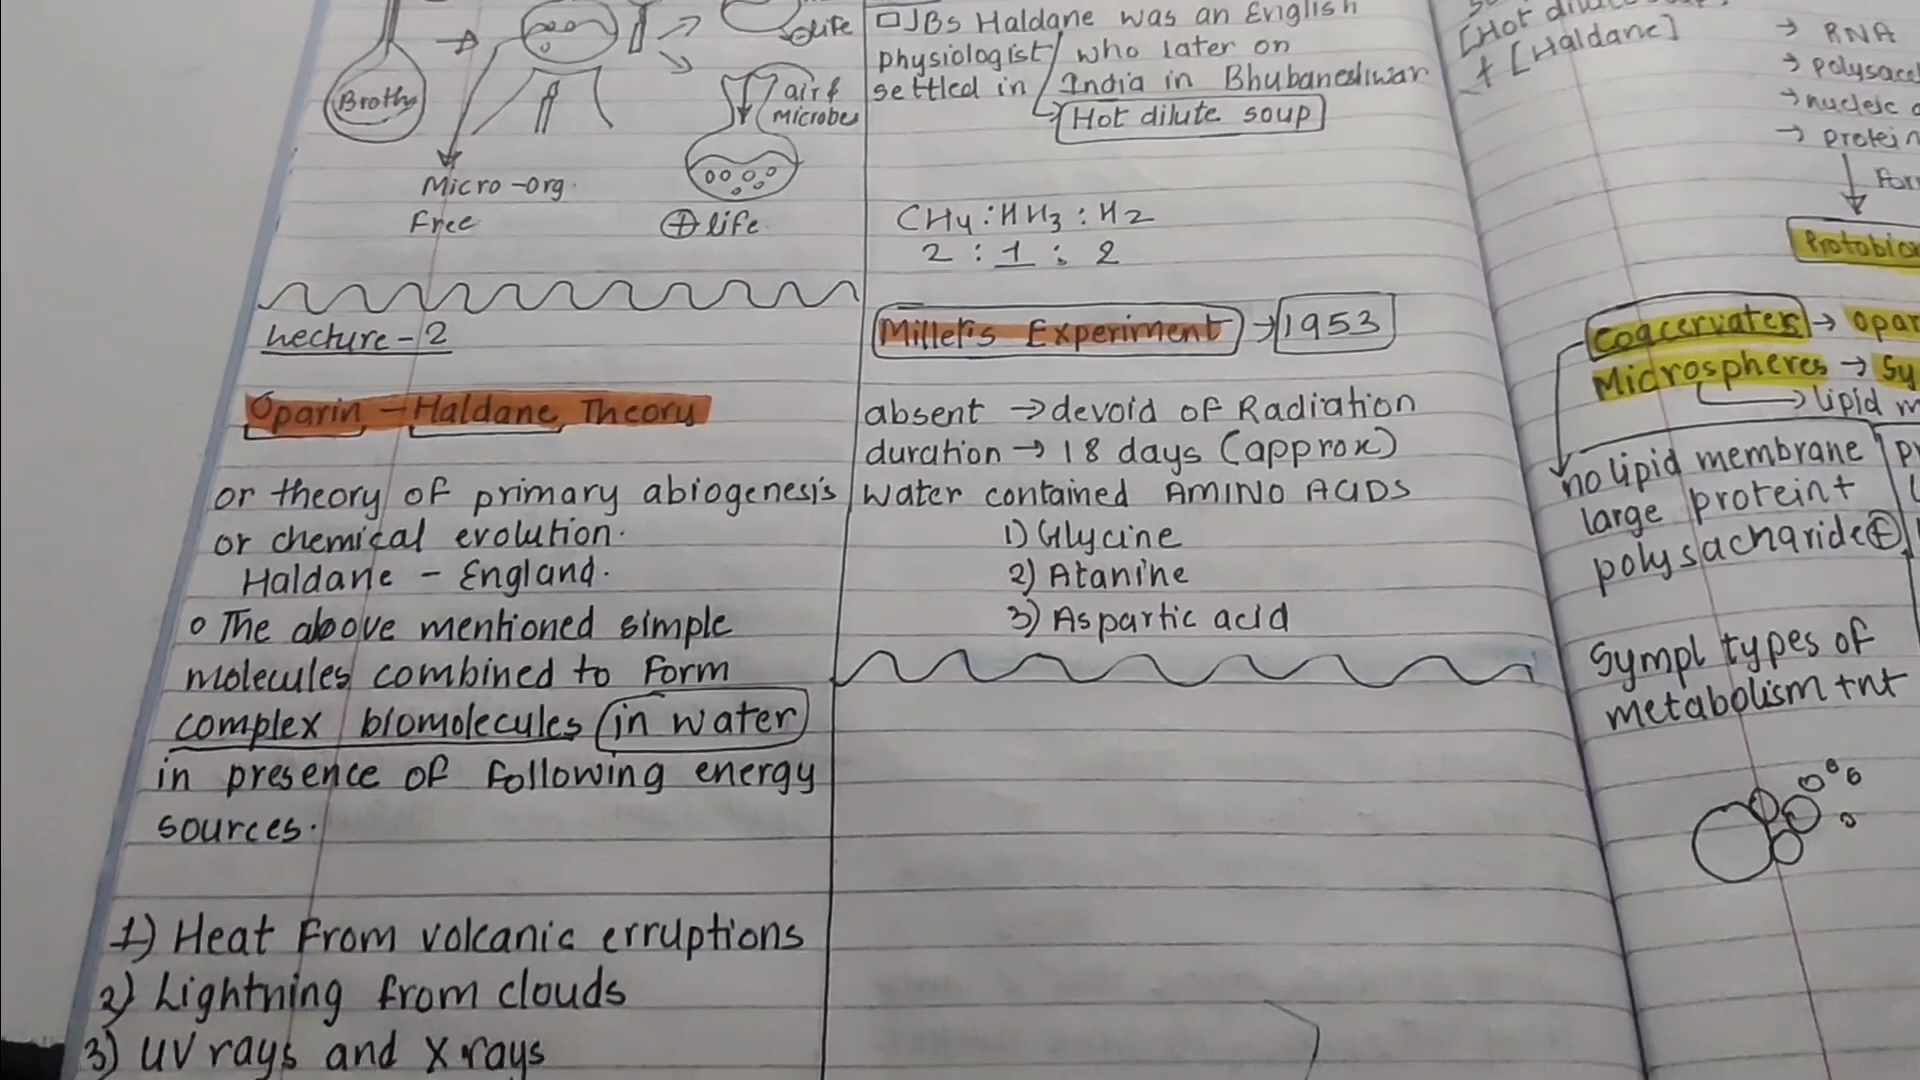 Broth
Micro-org.
Free
life
air &
microbes
⊕ life
Lecture-2
Oparin - Haldane Theory
or theory of primary abiogenesis
or chemical evolution.
Haldane - England.
The above mentioned simple
molecules combined to form
complex biomolecules in water
in presence of following energy
sources.
1) Heat from volcanic erruptions
2) Lightning from clouds
3) UV rays and X rays
JBS Haldane was an English
physiologist who later on
settled in India in Bhubaneshwar
Hot dilute soup
CH4 : NH3 : H2
2 : 1 : 2
Miller's Experiment → 1953
absent → devoid of Radiation
duration → 18 days (approx)
water contained AMINO ACIDS
1) Glycine
2) Alanine
3) Aspartic acid
[Haldane]
→ RNA
→ protein
Coacervates →
Microspheres →
no lipid membrane
large protein +
polysacharide ⊕
Sympl types of
metabolism +nt